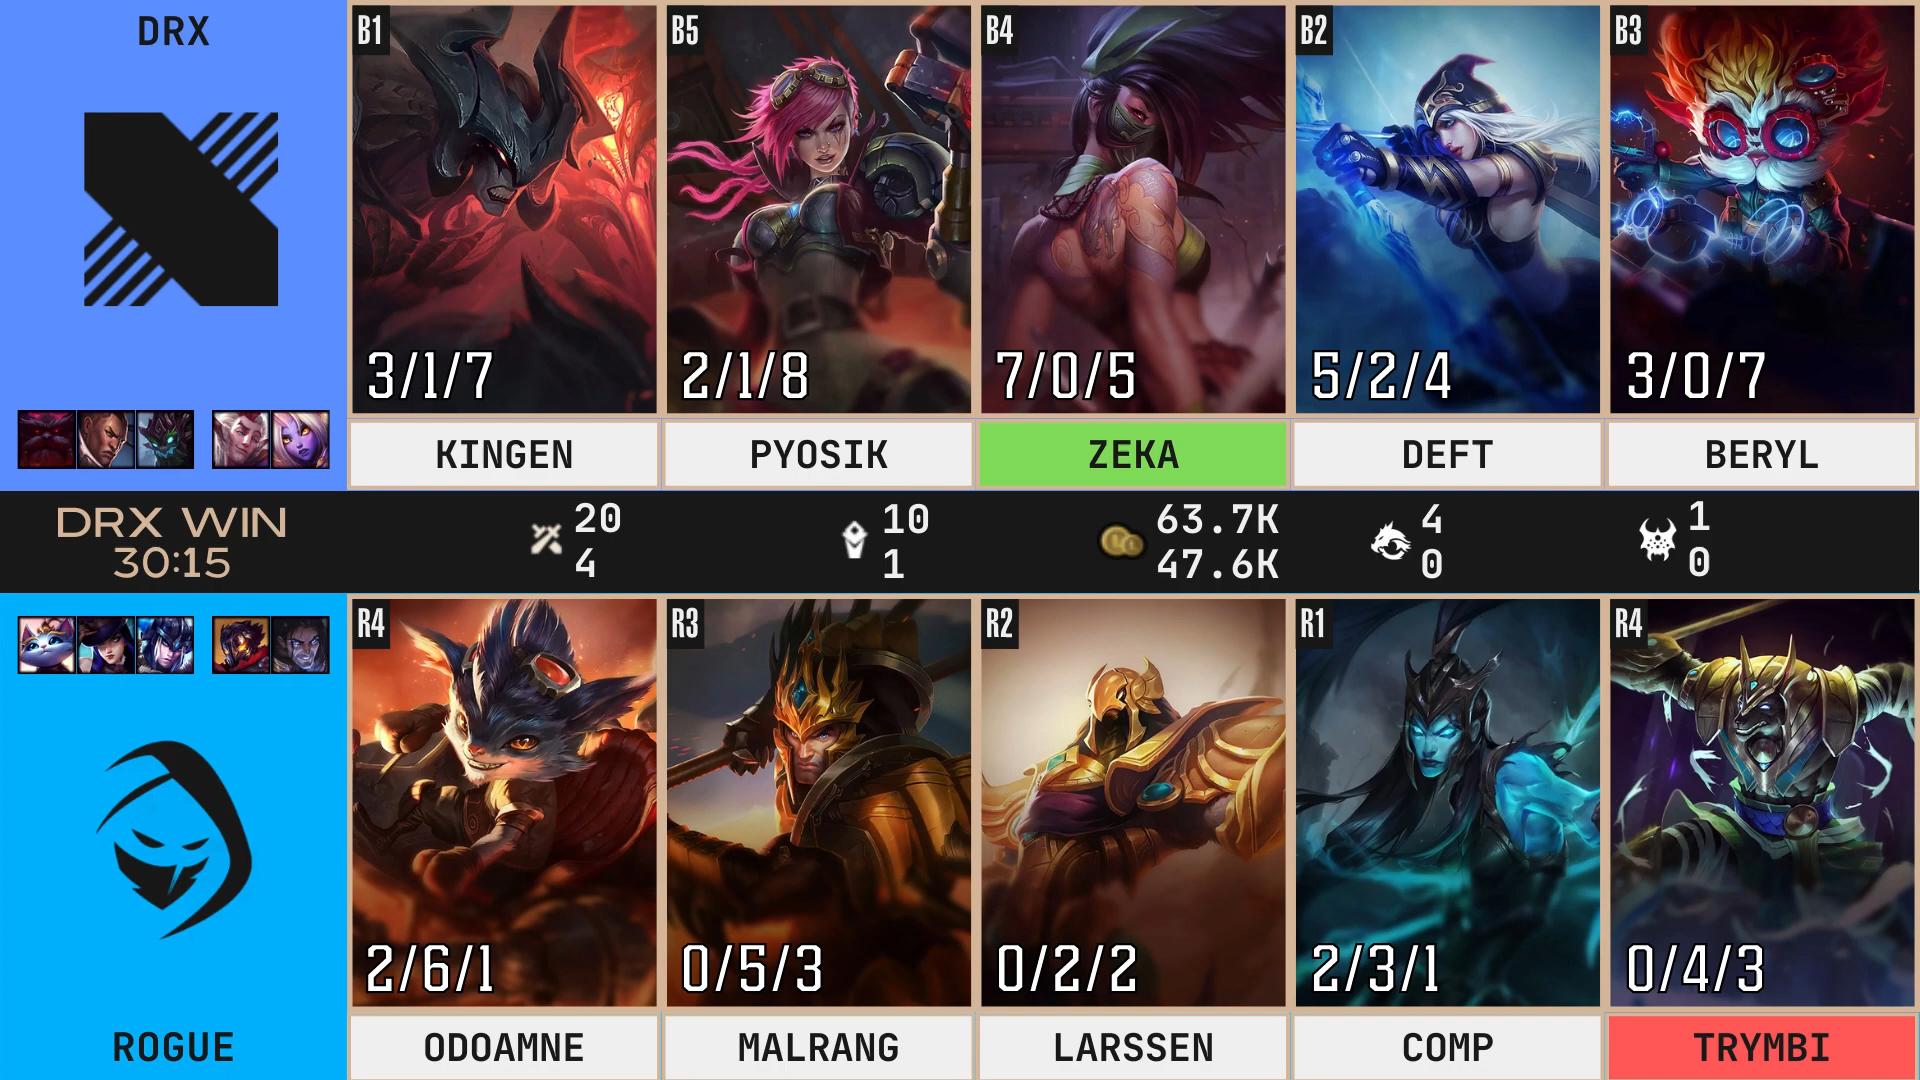 DRX
B1
B5
B4
B2
B3
3/1/7
2/1/8
7/0/5
5/2/4
3/0/7
KINGEN
PYOSIK
ZEKA
DEFT
BERYL
DRX WIN
30:15
20
4
10
1
63.7K
47.6K
4
0
1
0
R4
R3
R2
R1
R4
2/6/1
0/5/3
0/2/2
2/3/1
0/4/3
ROGUE
ODOAMNE
MALRANG
LARSSEN
COMP
TRYMBI